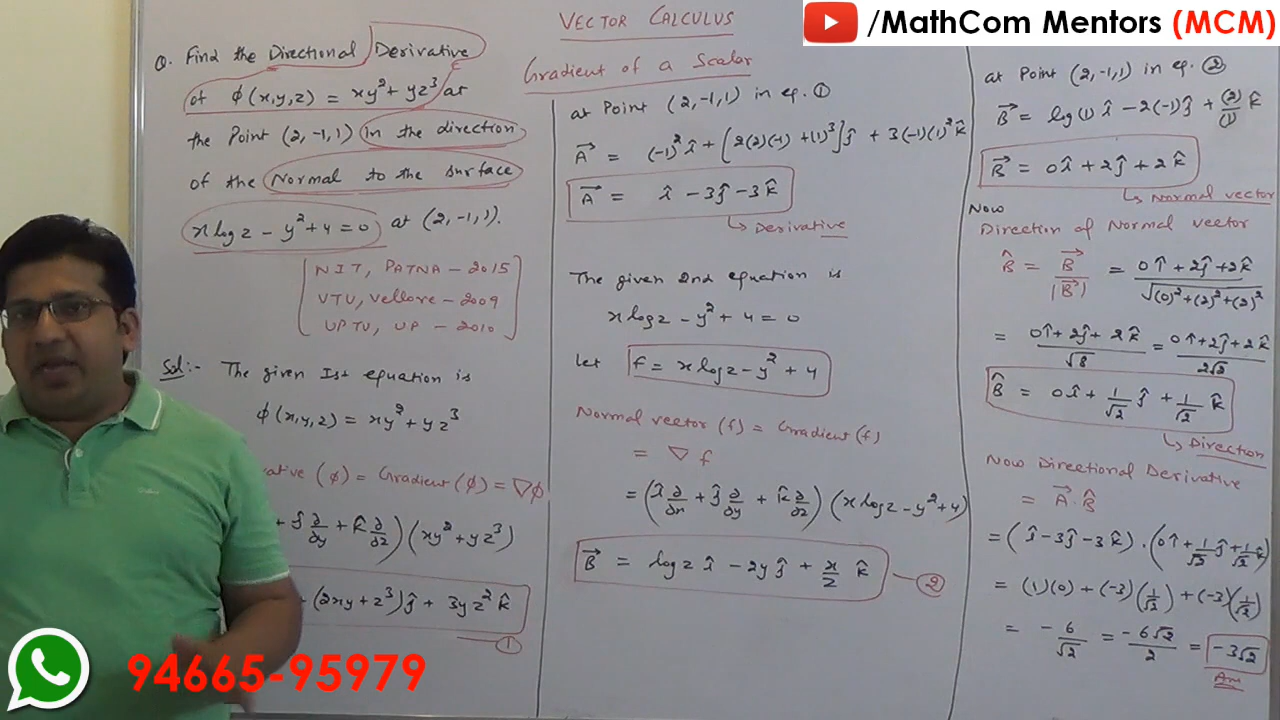 /MathCom Mentors (MCM)
VECTOR CALCULUS
Gradient of a Scalar
Q. Find the Directional Derivative
of φ(x,y,z) = xy² + yz³ at
the Point (2,-1,1) in the direction
of the Normal to the surface
x log z - y² + 4 = 0 at (2,-1,1).
[NIT, PATNA - 2015
VTU, Vellore - 2009
UPTU, UP - 2010]
Sol:- The given Ist equation is
φ(x,y,z) = xy² + yz³
ative (φ) = Gradient (φ) = ∇φ
+ ĵ ∂/∂y + k̂ ∂/∂z) (xy² + yz³)
+ (2xy + z³) ĵ + 3yz² k̂
①
at Point (2,-1,1) in eq. ①
A⃗ = (-1)² î + [2(2)(-1) + (1)³] ĵ + 3(-1)(1)² k̂
A⃗ = î - 3ĵ - 3k̂
↳ Derivative
The given 2nd equation is
x log z - y² + 4 = 0
let f = x log z - y² + 4
Normal vector (f) = Gradient (f)
= ∇f
= (î ∂/∂x + ĵ ∂/∂y + k̂ ∂/∂z) (x log z - y² + 4)
B⃗ = log z î - 2y ĵ + x/z k̂ — ②
at Point (2,-1,1) in eq. ②
B⃗ = log(1) î - 2(-1) ĵ + (2)/(1) k̂
B⃗ = 0î + 2ĵ + 2k̂
↳ Normal vector
Now
Direction of Normal vector
B̂ = B⃗/|B⃗| = 0î + 2ĵ + 2k̂ / √(0)² + (2)² + (2)²
= 0î + 2ĵ + 2k̂ / √8 = 0î + 2ĵ + 2k̂ / 2√2
B̂ = 0î + 1/√2 ĵ + 1/√2 k̂
↳ Direction
Now Directional Derivative
= A⃗ . B̂
= (î - 3ĵ - 3k̂) . (0î + 1/√2 ĵ + 1/√2 k̂)
= (1)(0) + (-3)(1/√2) + (-3)(1/√2)
= -6/√2 = -6√2/2 = -3√2
Ans
94665-95979